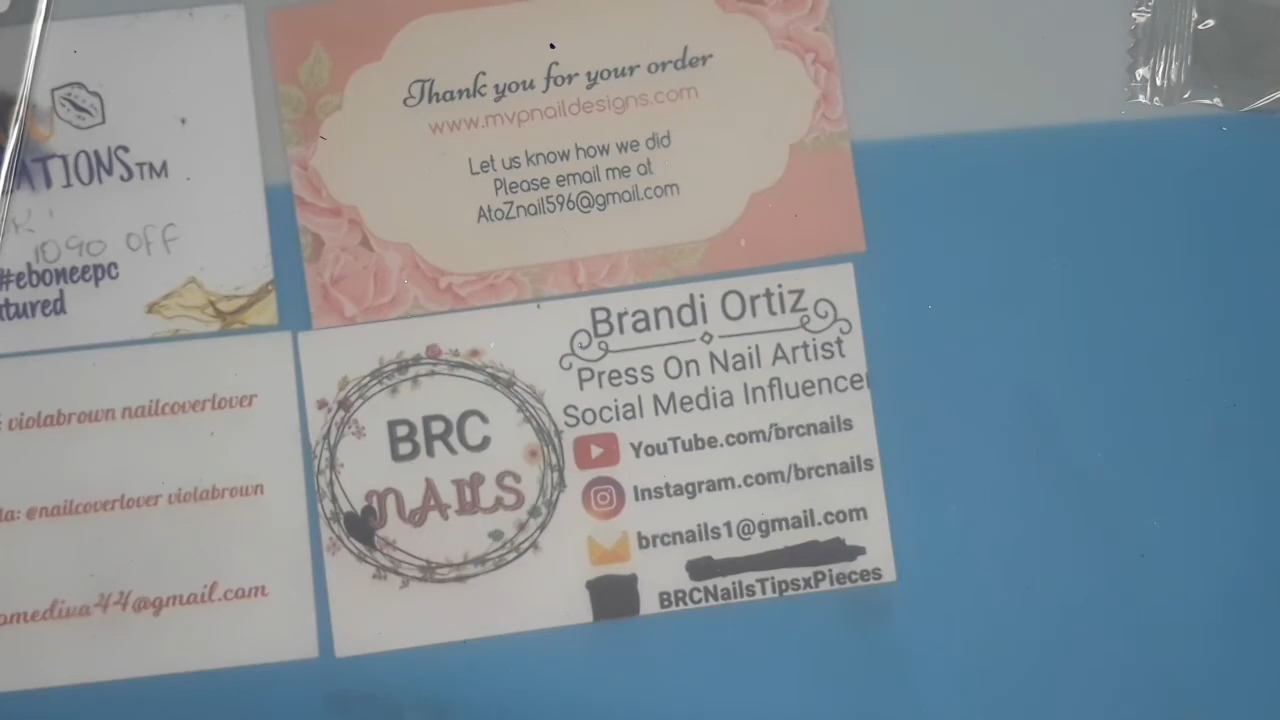 ATIONS™
10% OFF
#eboneepc
tured
Thank you for your order
www.mvpnaildesigns.com
Let us know how we did
Please email me at
AtoZnail596@gmail.com
violabrown nailcoverlover
ta: @nailcoverlover violabrown
omediva44@gmail.com
BRC
NAILS
Brandi Ortiz
Press On Nail Artist
Social Media Influencer
YouTube.com/brcnails
Instagram.com/brcnails
brcnails1@gmail.com
BRCNailsTipsxPieces